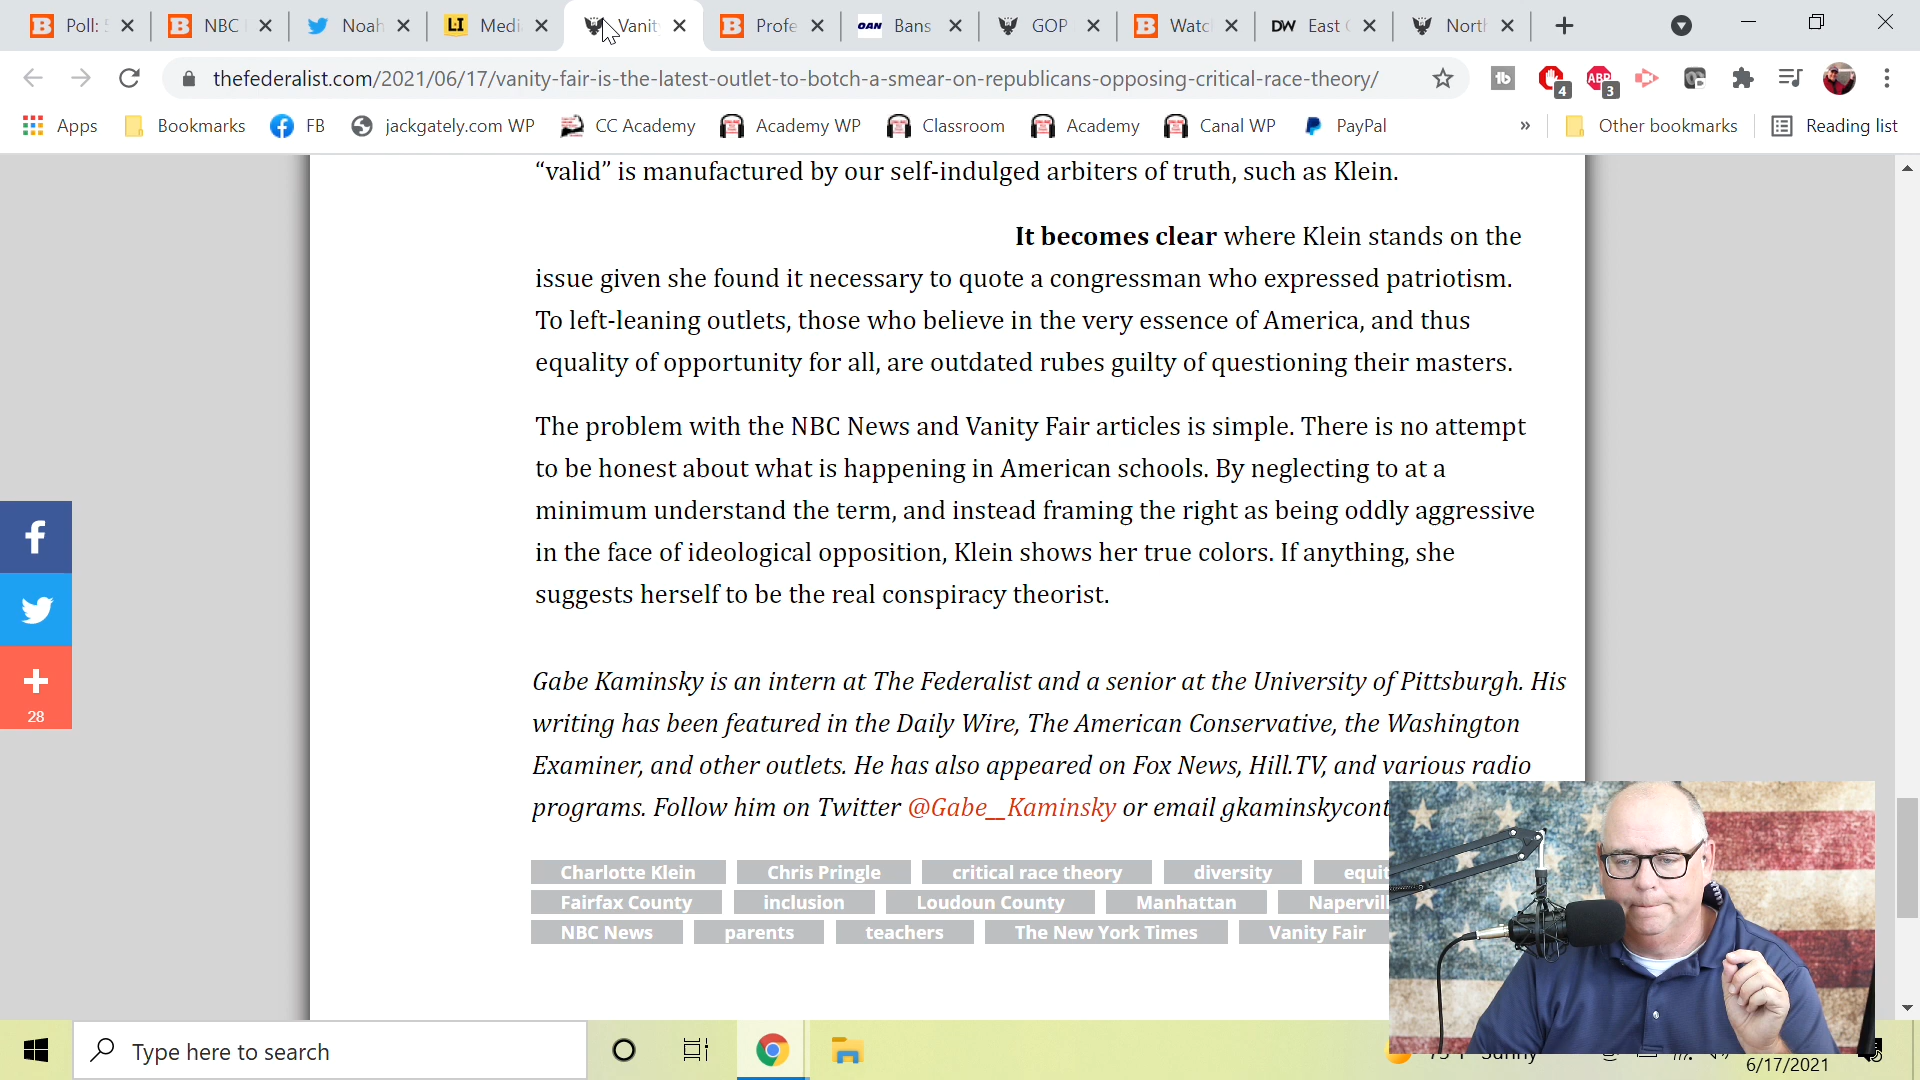 Poll:
NBC
Noah
LI Medi
Vanit
Profe
OAN Bans
GOP
Watc
DW East
Nort
thefederalist.com/2021/06/17/vanity-fair-is-the-latest-outlet-to-botch-a-smear-on-republicans-opposing-critical-race-theory/
4
ABP 3
Apps
Bookmarks
FB
jackgately.com WP
CC Academy
Academy WP
Classroom
Academy
Canal WP
PayPal
»
Other bookmarks
Reading list
“valid” is manufactured by our self-indulged arbiters of truth, such as Klein.
It becomes clear where Klein stands on the
issue given she found it necessary to quote a congressman who expressed patriotism.
To left-leaning outlets, those who believe in the very essence of America, and thus
equality of opportunity for all, are outdated rubes guilty of questioning their masters.
The problem with the NBC News and Vanity Fair articles is simple. There is no attempt
to be honest about what is happening in American schools. By neglecting to at a
minimum understand the term, and instead framing the right as being oddly aggressive
in the face of ideological opposition, Klein shows her true colors. If anything, she
suggests herself to be the real conspiracy theorist.
28
Gabe Kaminsky is an intern at The Federalist and a senior at the University of Pittsburgh. His
writing has been featured in the Daily Wire, The American Conservative, the Washington
Examiner, and other outlets. He has also appeared on Fox News, Hill.TV, and various radio
programs. Follow him on Twitter @Gabe__Kaminsky or email gkaminskycont
Charlotte Klein Chris Pringle critical race theory diversity equit
Fairfax County inclusion Loudoun County Manhattan Napervil
NBC News parents teachers The New York Times Vanity Fair
Type here to search
Sunny
6/17/2021